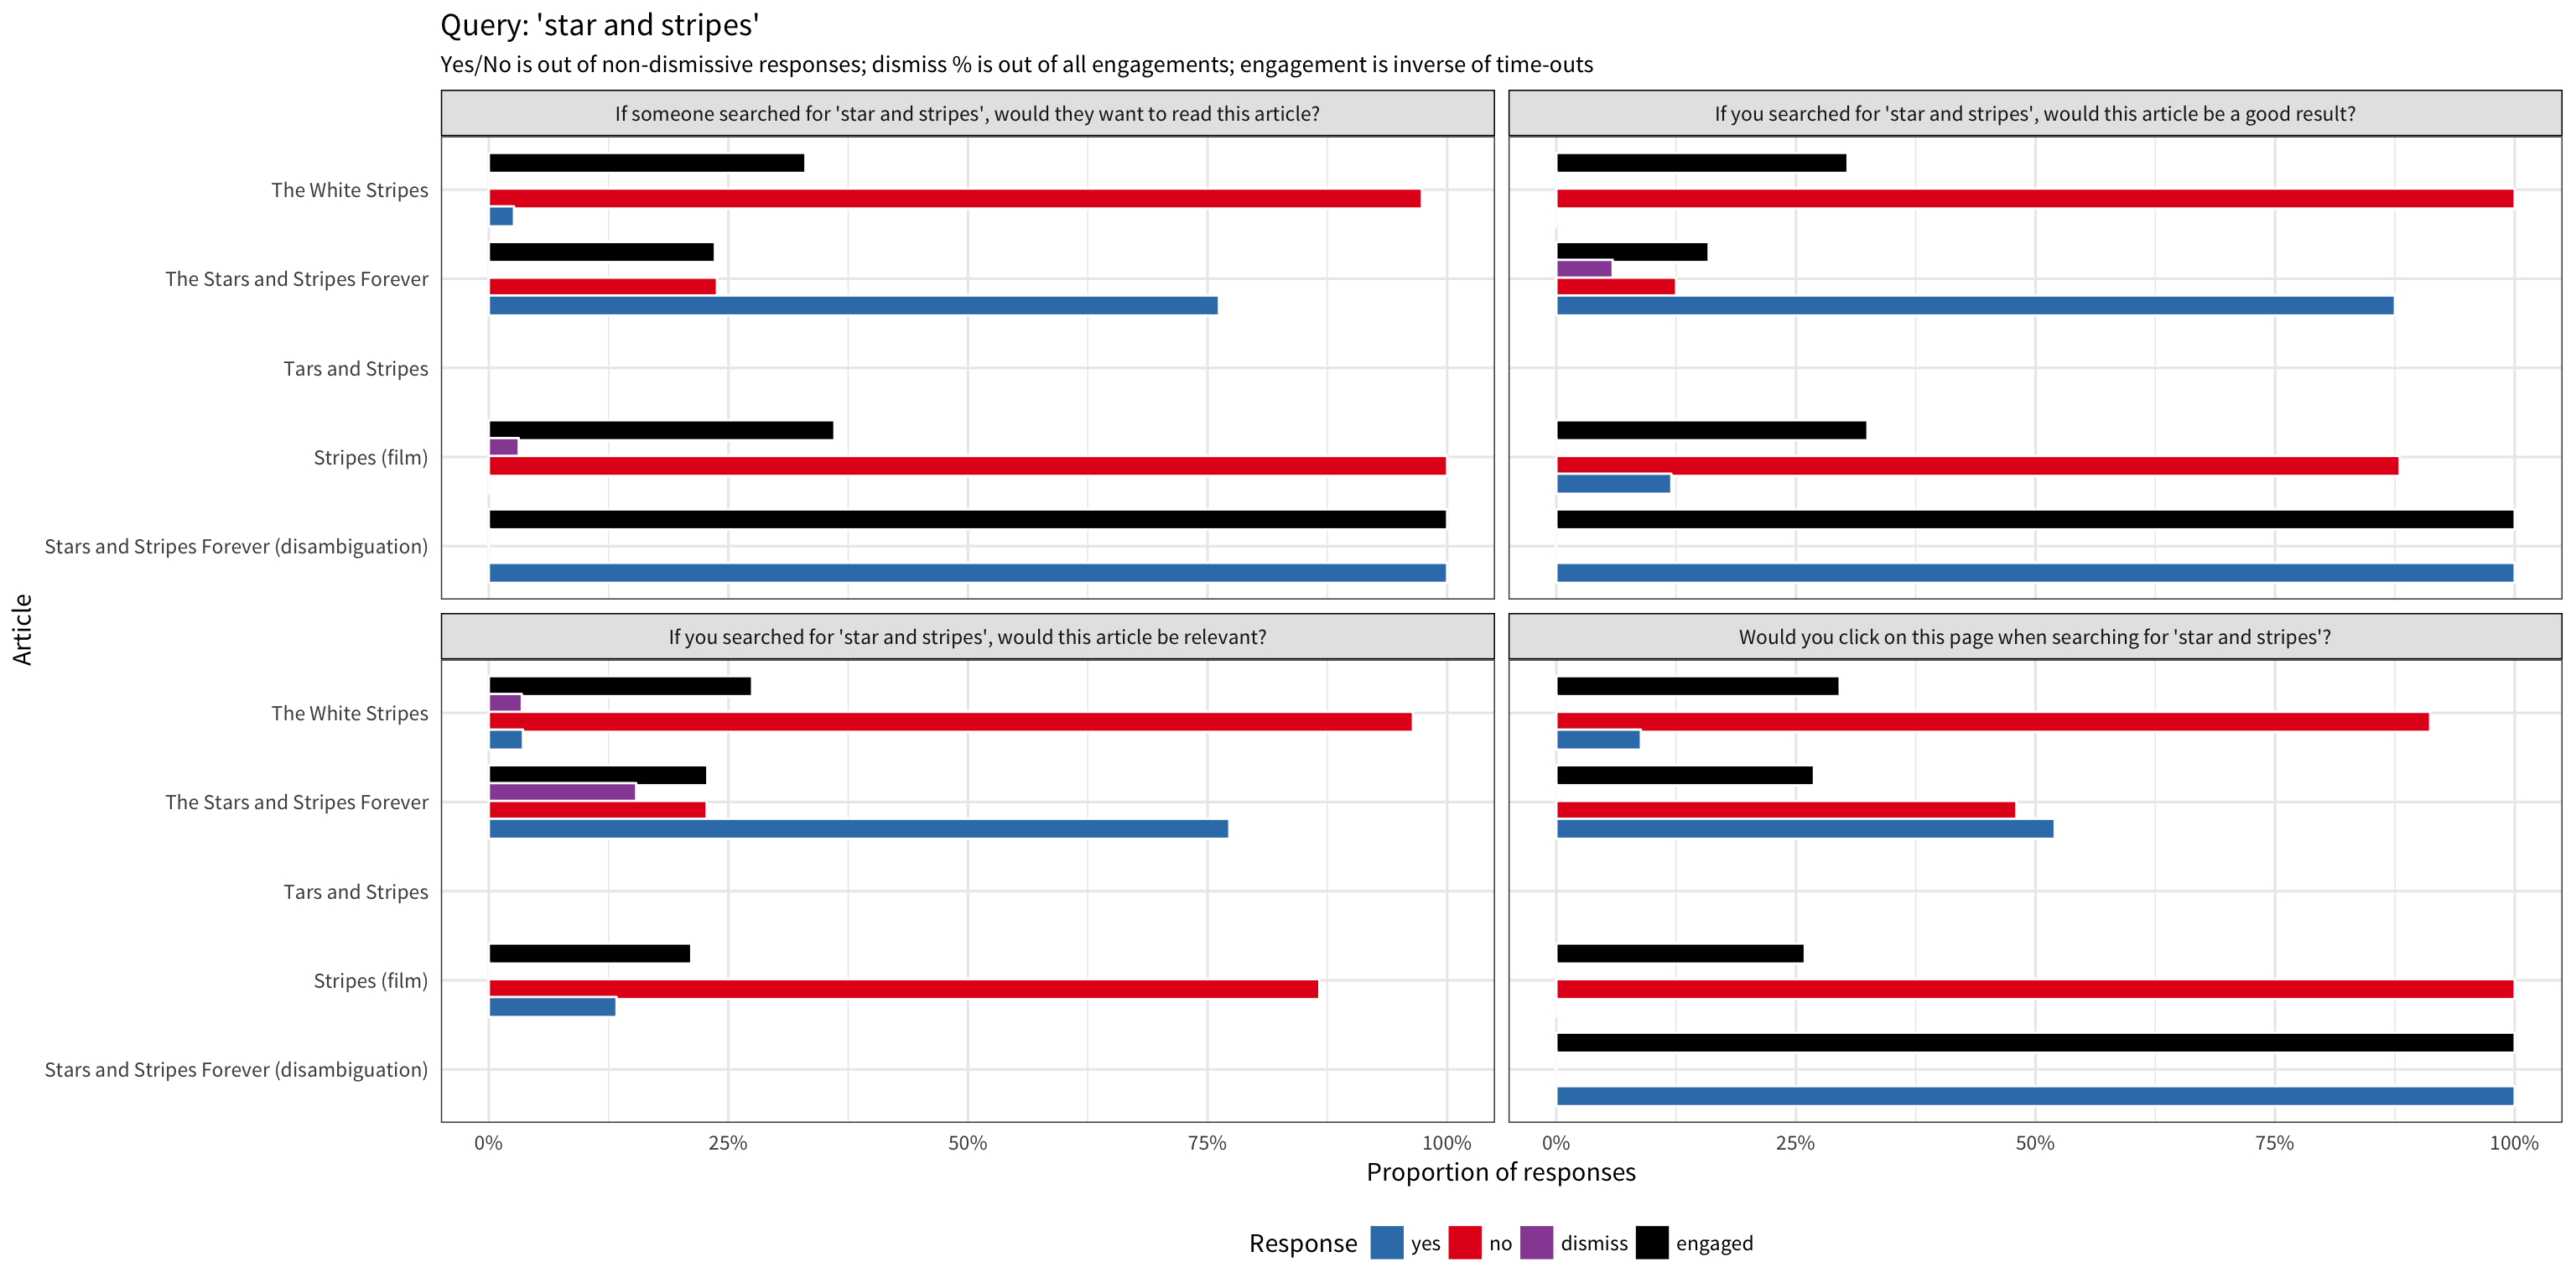 Query: 'star and stripes'
Yes/No is out of non-dismissive responses; dismiss % is out of all engagements; engagement is inverse of time-outs
If someone searched for 'star and stripes', would they want to read this article?
If you searched for 'star and stripes', would this article be a good result?
The White Stripes
The Stars and Stripes Forever
Tars and Stripes
Stripes (film)
Stars and Stripes Forever (disambiguation)
Article
If you searched for 'star and stripes', would this article be relevant?
Would you click on this page when searching for 'star and stripes'?
The White Stripes
The Stars and Stripes Forever
Tars and Stripes
Stripes (film)
Stars and Stripes Forever (disambiguation)
0% 25% 50% 75% 100% 0% 25% 50% 75% 100%
Proportion of responses
Response yes no dismiss engaged